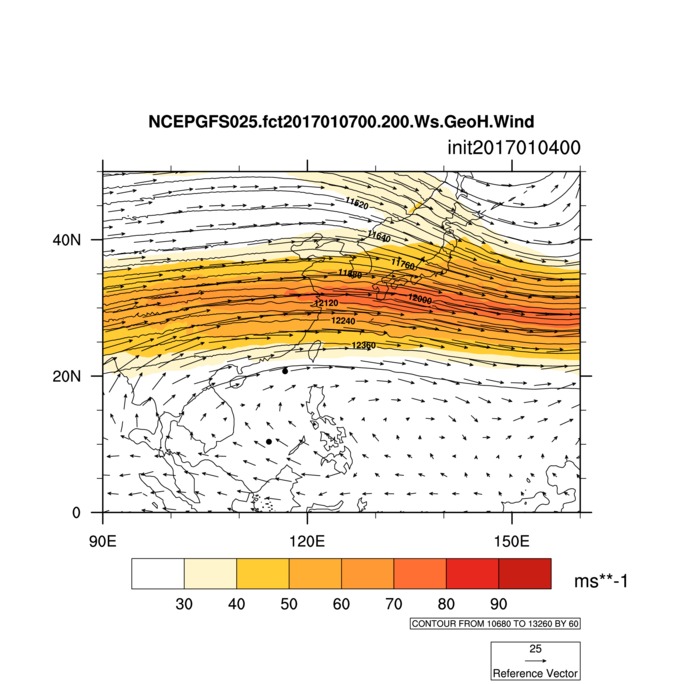 NCEPGFS025.fct2017010700.200.Ws.GeoH.Wind
init2017010400
11520
11640
11760
11880
12000
12120
12240
12360
40N
20N
0
90E 120E 150E
30 40 50 60 70 80 90
ms**-1
CONTOUR FROM 10680 TO 13260 BY 60
25
Reference Vector